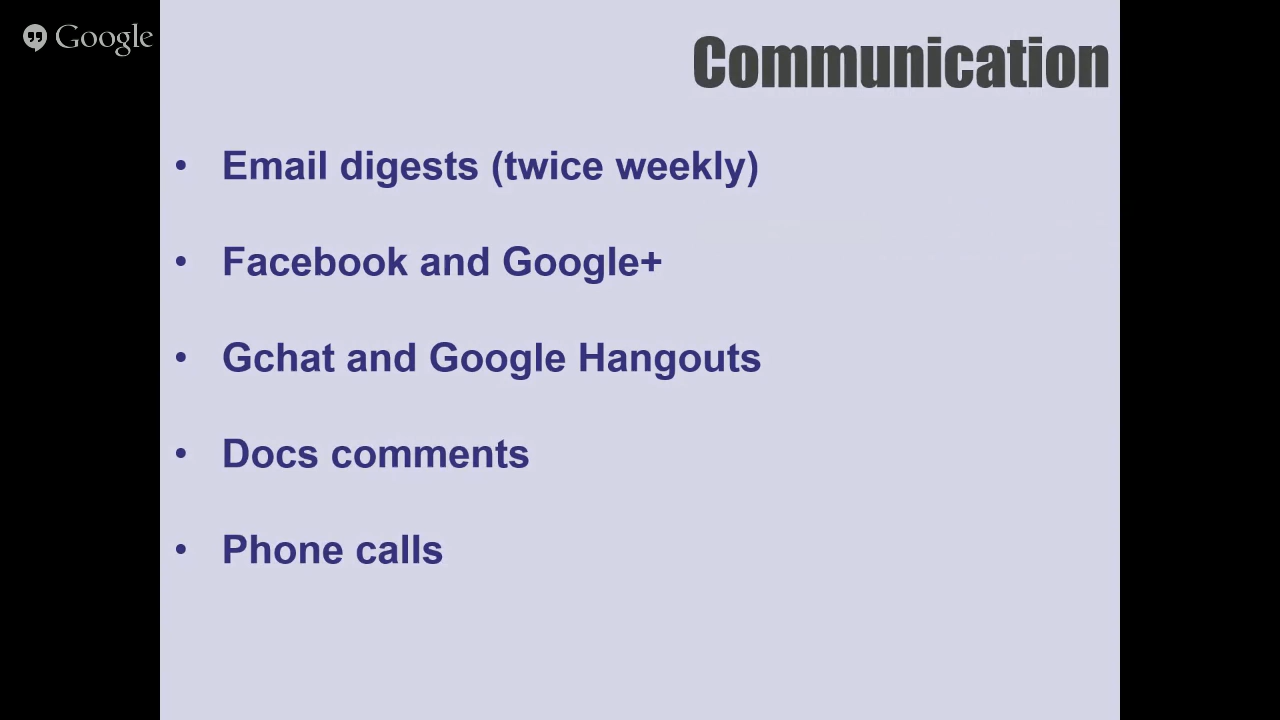 Google
Communication
• Email digests (twice weekly)
• Facebook and Google+
• Gchat and Google Hangouts
• Docs comments
• Phone calls